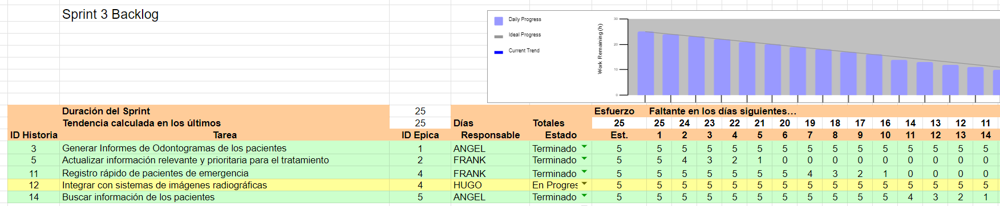 Sprint 3 Backlog
Daily Progress
Ideal Progress
Current Trend
Work Remaining (h)
30
20
10
0
Duración del Sprint 25 Esfuerzo Faltante en los días siguientes...
Tendencia calculada en los últimos 25 Días Totales 25 25 24 23 22 21 20 19 18 17 16 14 13 12 11
ID Historia Tarea ID Epica Responsable Estado Est. 1 2 3 4 5 6 7 8 9 10 11 12 13 14
3 Generar Informes de Odontogramas de los pacientes 1 ANGEL Terminado 5 5 5 5 5 5 5 5 5 5 5 5 5 5 5
5 Actualizar información relevante y prioritaria para el tratamiento 2 FRANK Terminado 5 5 4 3 2 1 0 0 0 0 0 0 0 0 0
11 Registro rápido de pacientes de emergencia 4 FRANK Terminado 5 5 5 5 5 5 5 4 3 2 1 0 0 0 0
12 Integrar con sistemas de imágenes radiográficas 4 HUGO En Progres 5 5 5 5 5 5 5 5 5 5 5 5 5 5 5
14 Buscar información de los pacientes 5 ANGEL Terminado 5 5 5 5 5 5 5 5 5 5 5 4 3 2 1